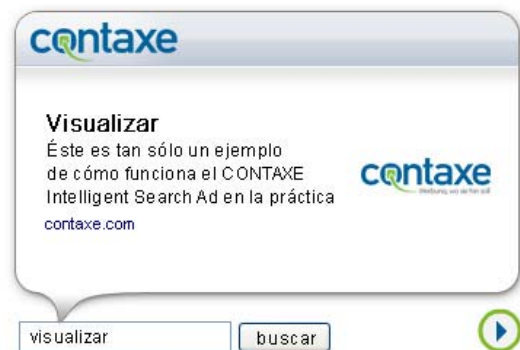 contaxe
Visualizar
Éste es tan sólo un ejemplo
de cómo funciona el CONTAXE
Intelligent Search Ad en la práctica
contaxe.com
contaxe
visualizar
buscar